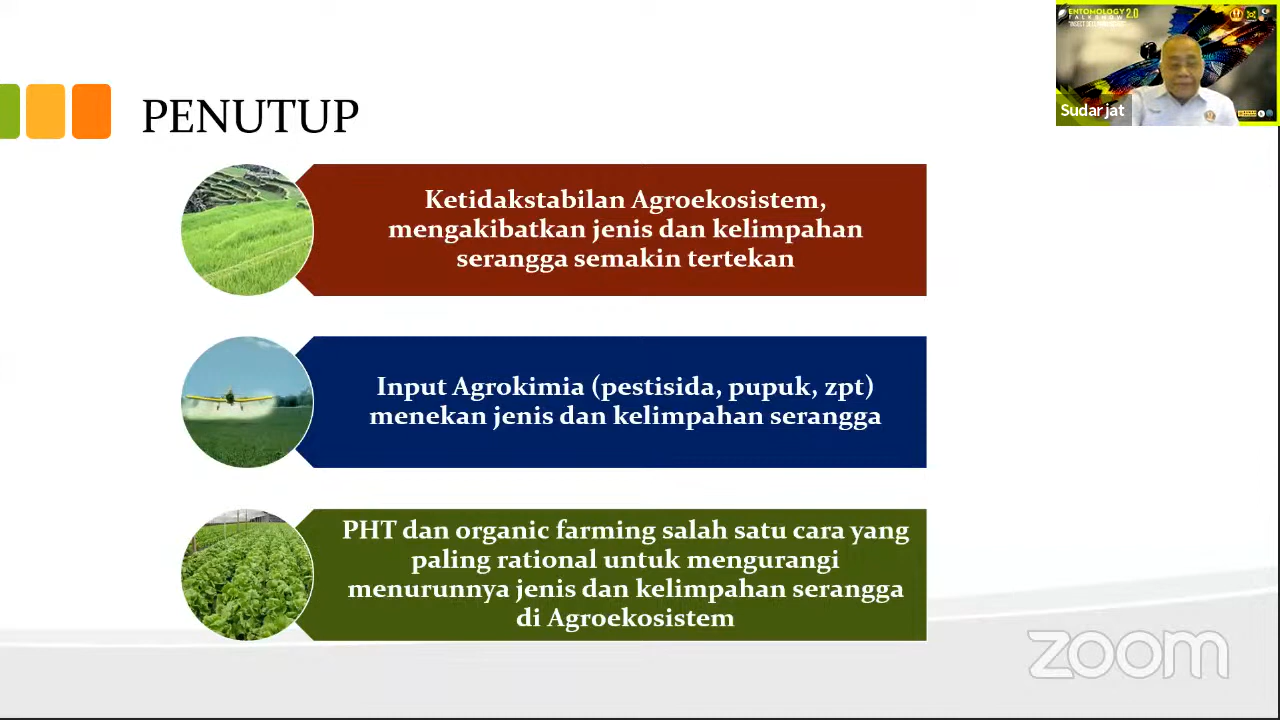 ENTOMOLOGY 2.0
TALKSHOW
Sudarjat
PENUTUP
Ketidakstabilan Agroekosistem,
mengakibatkan jenis dan kelimpahan
serangga semakin tertekan
Input Agrokimia (pestisida, pupuk, zpt)
menekan jenis dan kelimpahan serangga
PHT dan organic farming salah satu cara yang
paling rational untuk mengurangi
menurunnya jenis dan kelimpahan serangga
di Agroekosistem
zoom